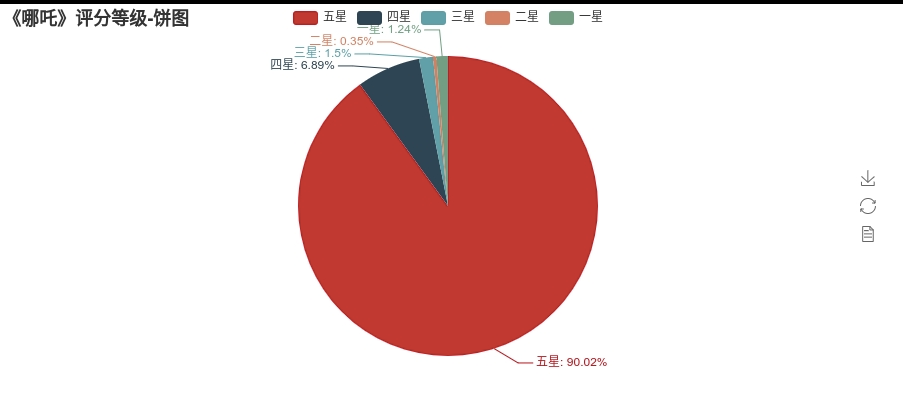 《哪吒》评分等级-饼图
五星
四星
三星
二星
一星
一星: 1.24%
二星: 0.35%
三星: 1.5%
四星: 6.89%
五星: 90.02%